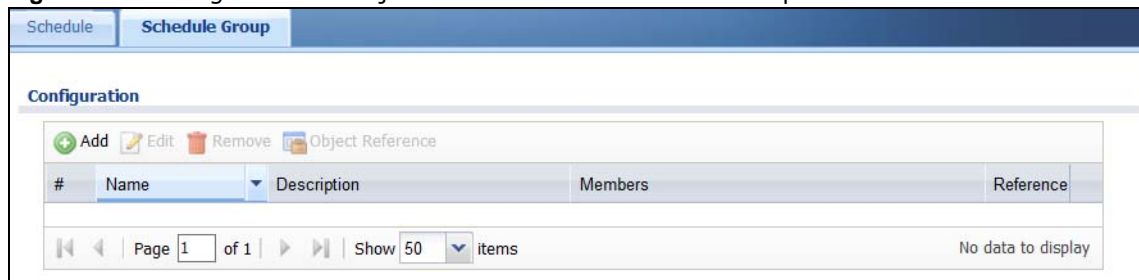 Schedule Schedule Group
Configuration
Add Edit Remove Object Reference
# Name Description Members Reference
Page 1 of 1 Show 50 items No data to display